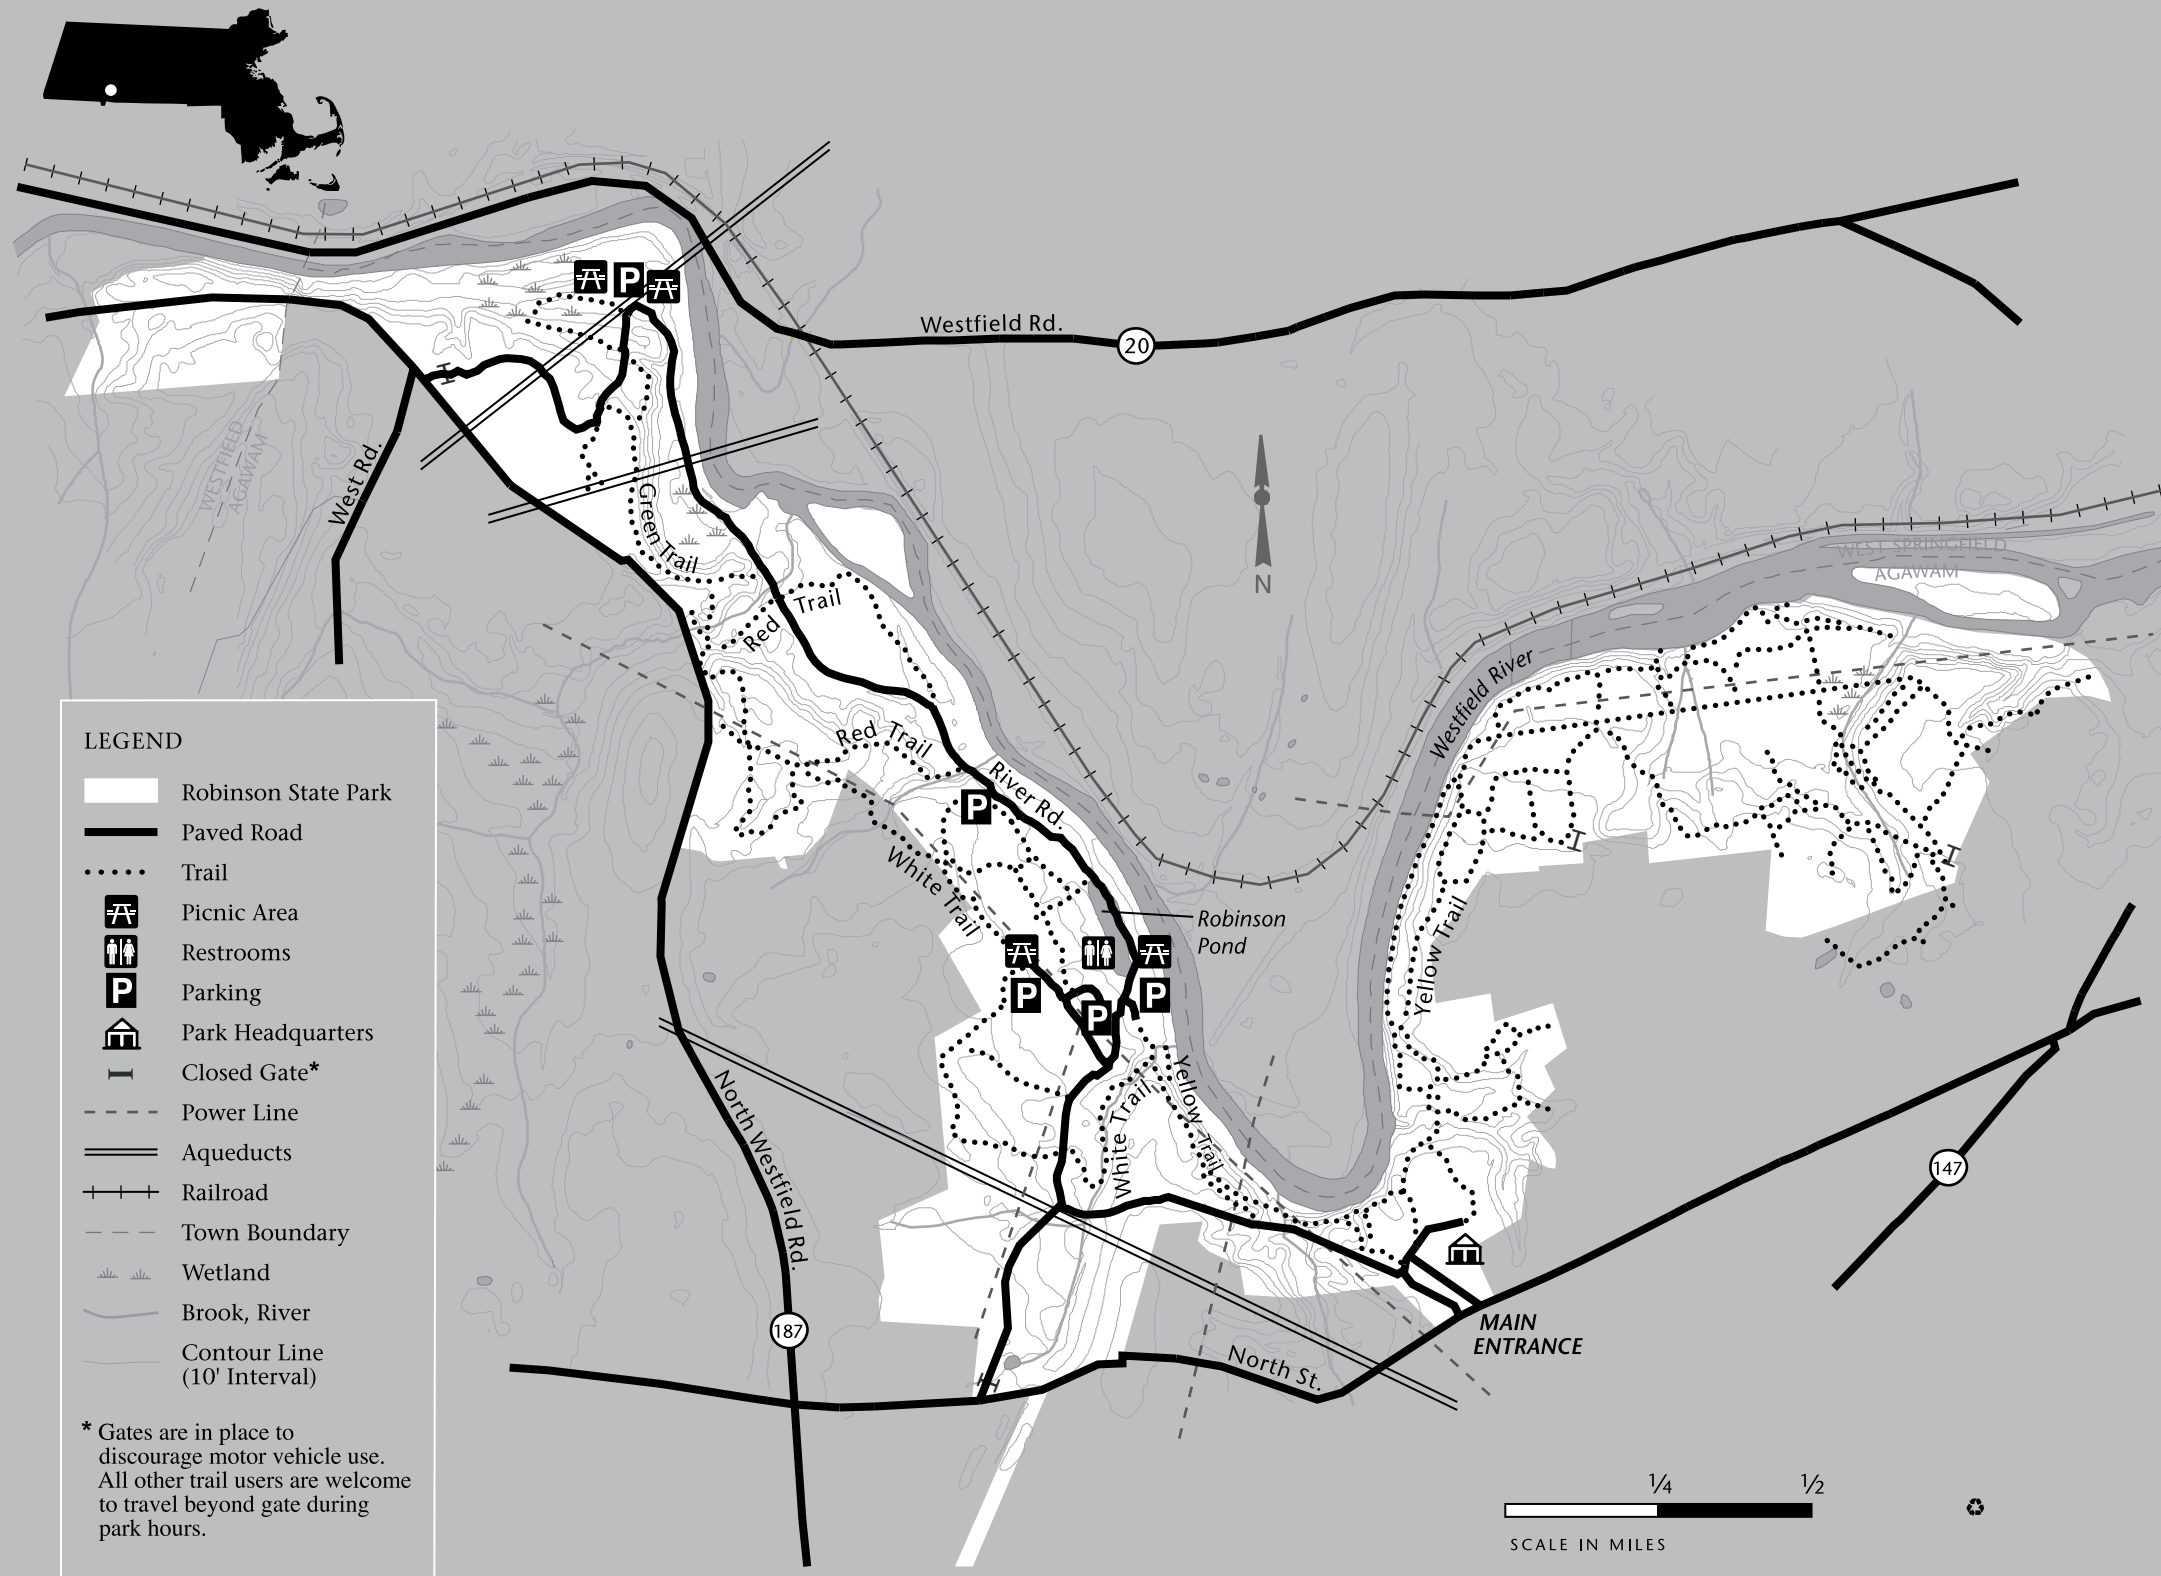 Westfield Rd.
20
WESTFIELD
AGAWAM
West Rd.
Green Trail
Red Trail
N
WEST SPRINGFIELD
AGAWAM
Westfield River
Red Trail
River Rd.
P
P
White Trail
Robinson
Pond
Yellow Trail
P
P
P
North Westfield Rd.
White Trail
Yellow Trail
147
187
North St.
MAIN
ENTRANCE
LEGEND
Robinson State Park
Paved Road
Trail
Picnic Area
Restrooms
P Parking
Park Headquarters
Closed Gate*
Power Line
Aqueducts
Railroad
Town Boundary
Wetland
Brook, River
Contour Line
(10' Interval)
* Gates are in place to
discourage motor vehicle use.
All other trail users are welcome
to travel beyond gate during
park hours.
¼ ½
SCALE IN MILES